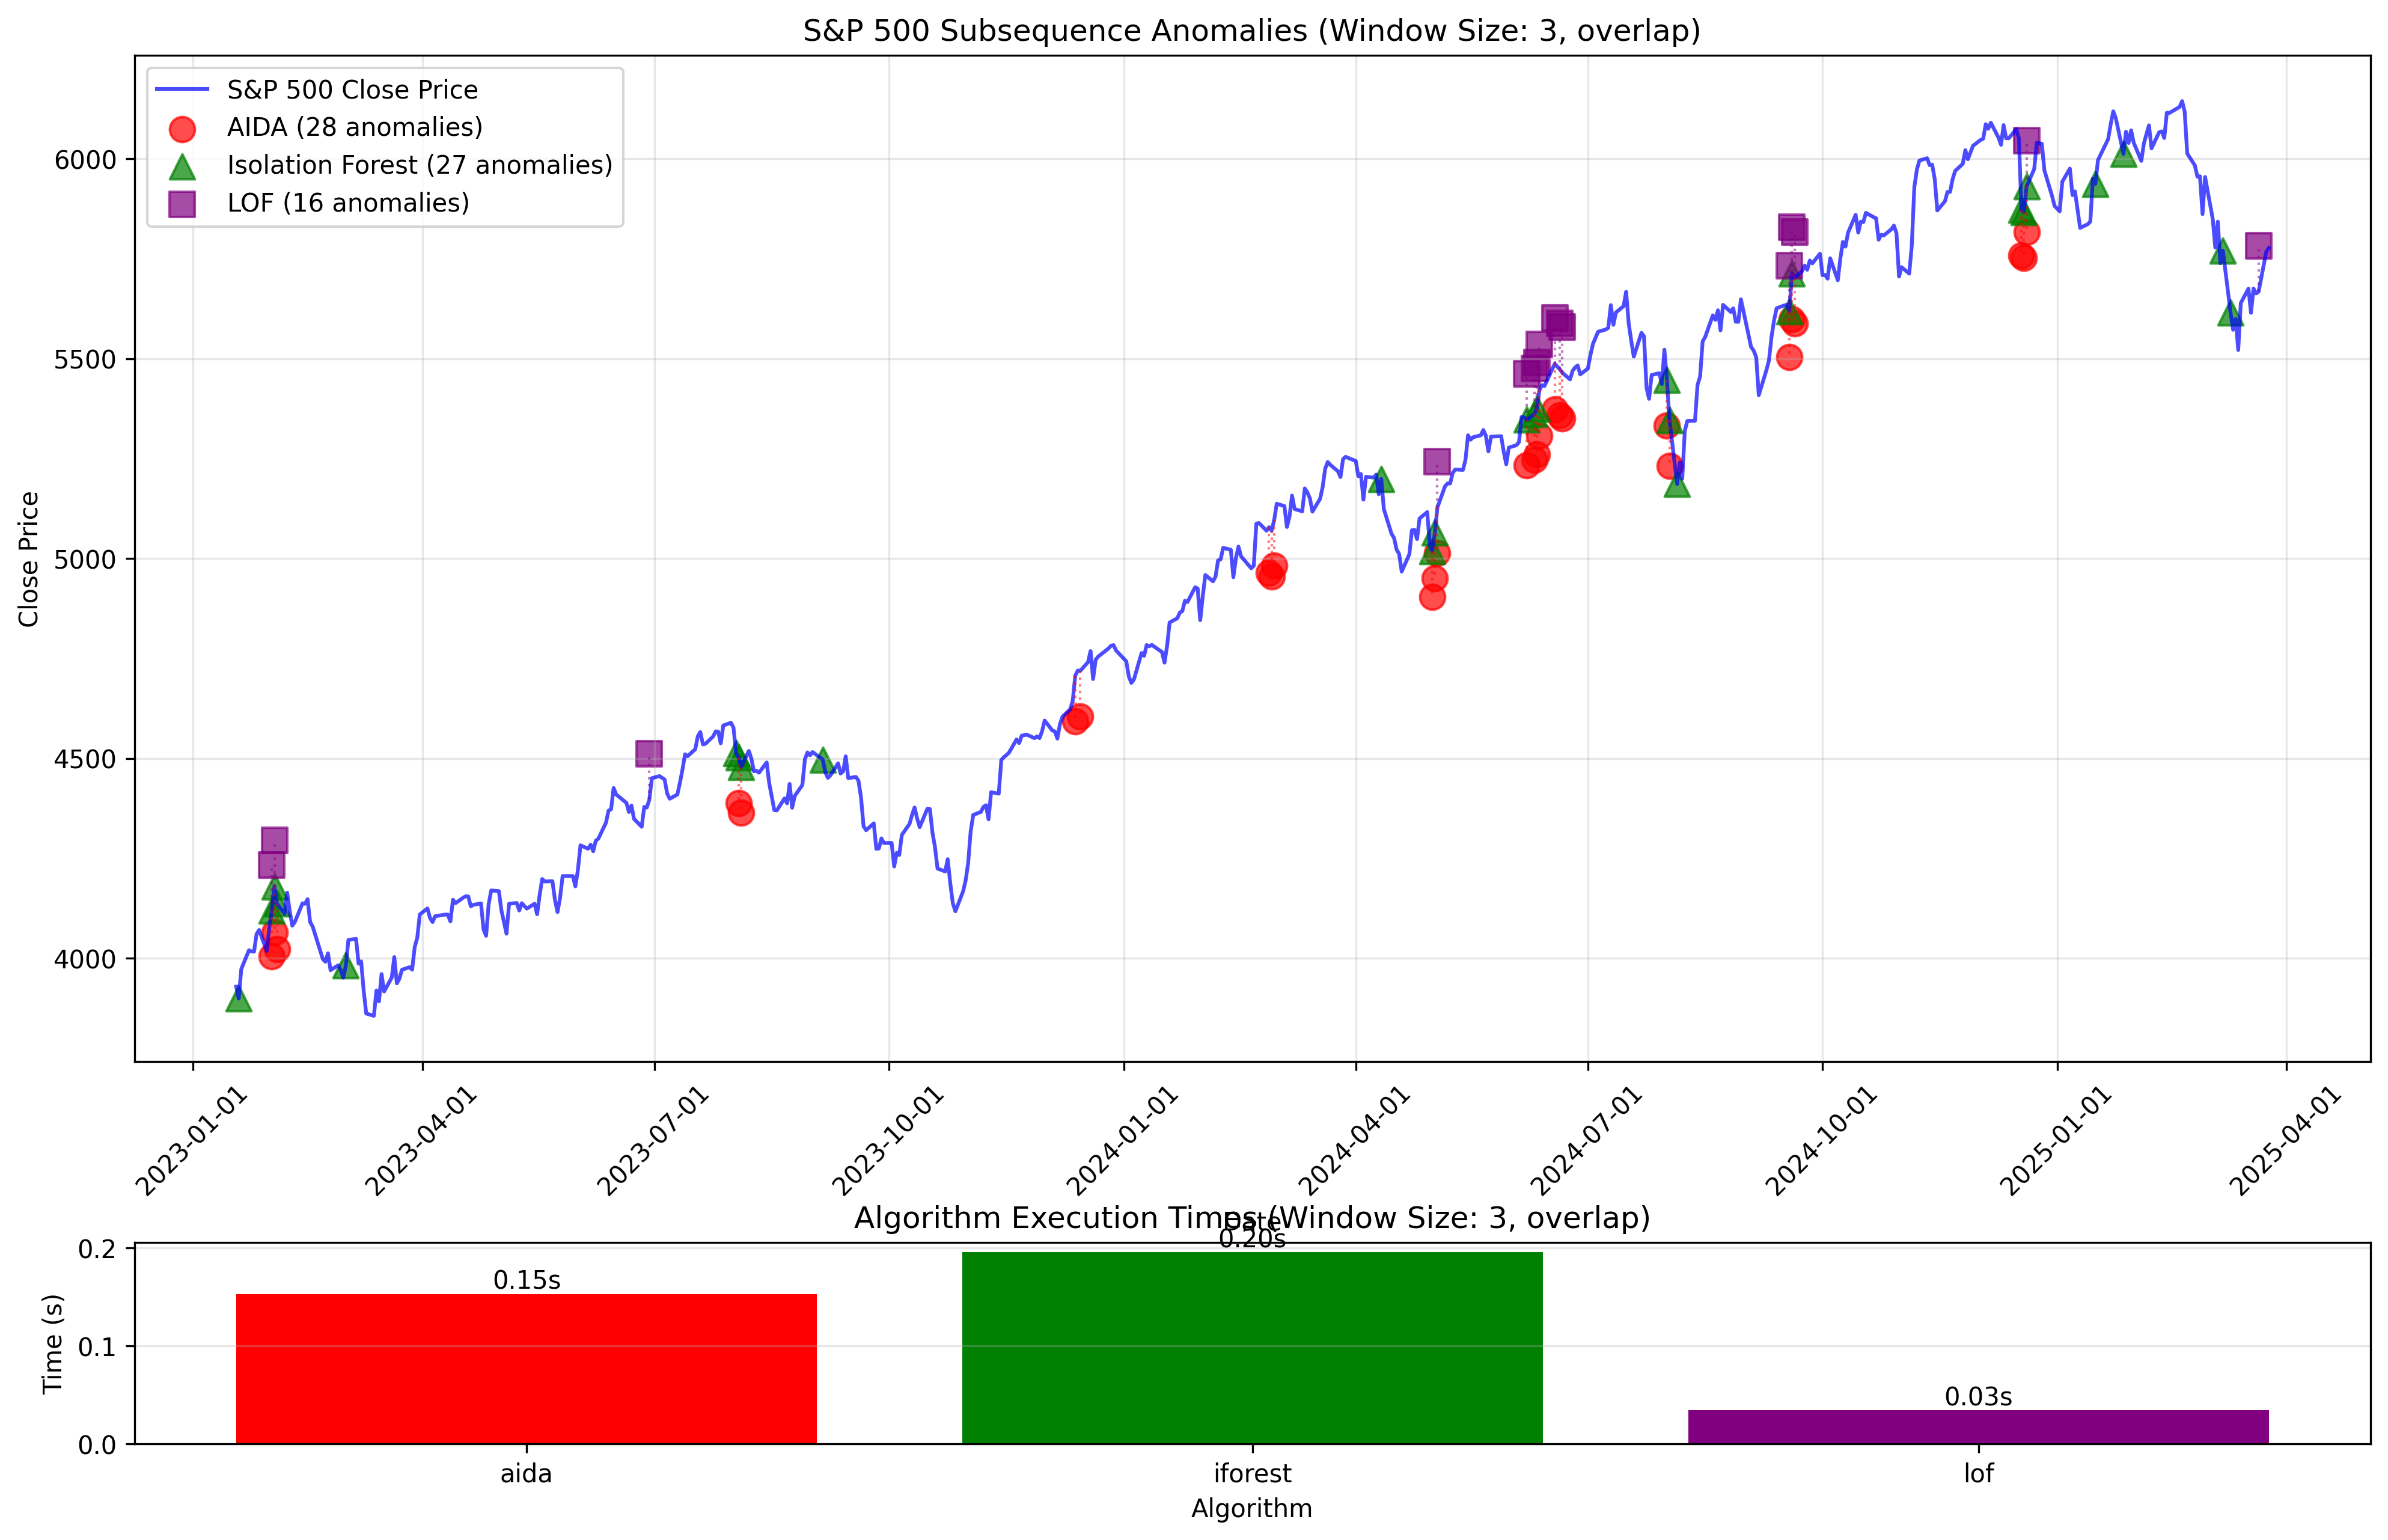 S&P 500 Subsequence Anomalies (Window Size: 3, overlap)
S&P 500 Close Price
AIDA (28 anomalies)
Isolation Forest (27 anomalies)
LOF (16 anomalies)
Close Price
6000
5500
5000
4500
4000
2023-01-01
2023-04-01
2023-07-01
2023-10-01
2024-01-01
2024-04-01
2024-07-01
2024-10-01
2025-01-01
2025-04-01
Date
Algorithm Execution Times (Window Size: 3, overlap)
Time (s)
0.2
0.1
0.0
0.15s
0.20s
0.03s
aida
iforest
lof
Algorithm